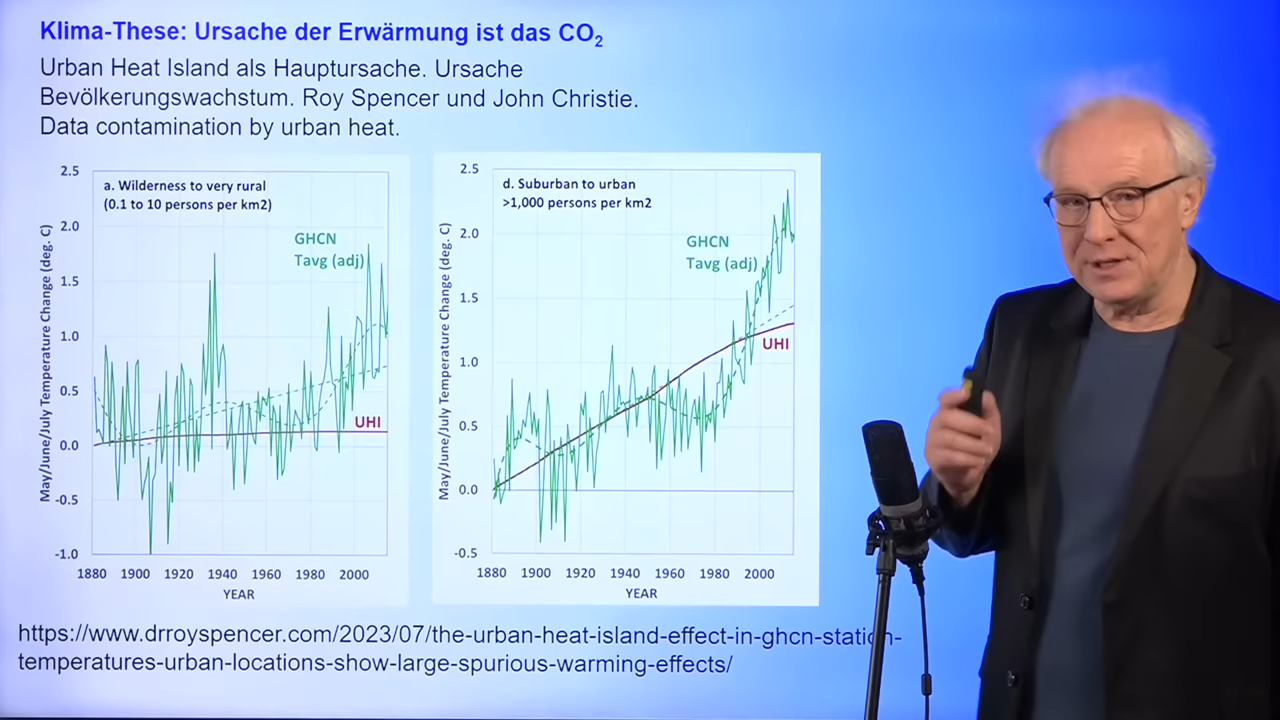 Klima-These: Ursache der Erwärmung ist das CO₂
Urban Heat Island als Hauptursache. Ursache
Bevölkerungswachstum. Roy Spencer und John Christie.
Data contamination by urban heat.
a. Wilderness to very rural
(0.1 to 10 persons per km2)
GHCN
Tavg (adj)
UHI
May/June/July Temperature Change (deg. C)
2.5
2.0
1.5
1.0
0.5
0.0
-0.5
-1.0
1880 1900 1920 1940 1960 1980 2000
YEAR
d. Suburban to urban
>1,000 persons per km2
GHCN
Tavg (adj)
UHI
May/June/July Temperature Change (deg. C)
2.5
2.0
1.5
1.0
0.5
0.0
-0.5
1880 1900 1920 1940 1960 1980 2000
YEAR
https://www.drroyspencer.com/2023/07/the-urban-heat-island-effect-in-ghcn-station-
temperatures-urban-locations-show-large-spurious-warming-effects/